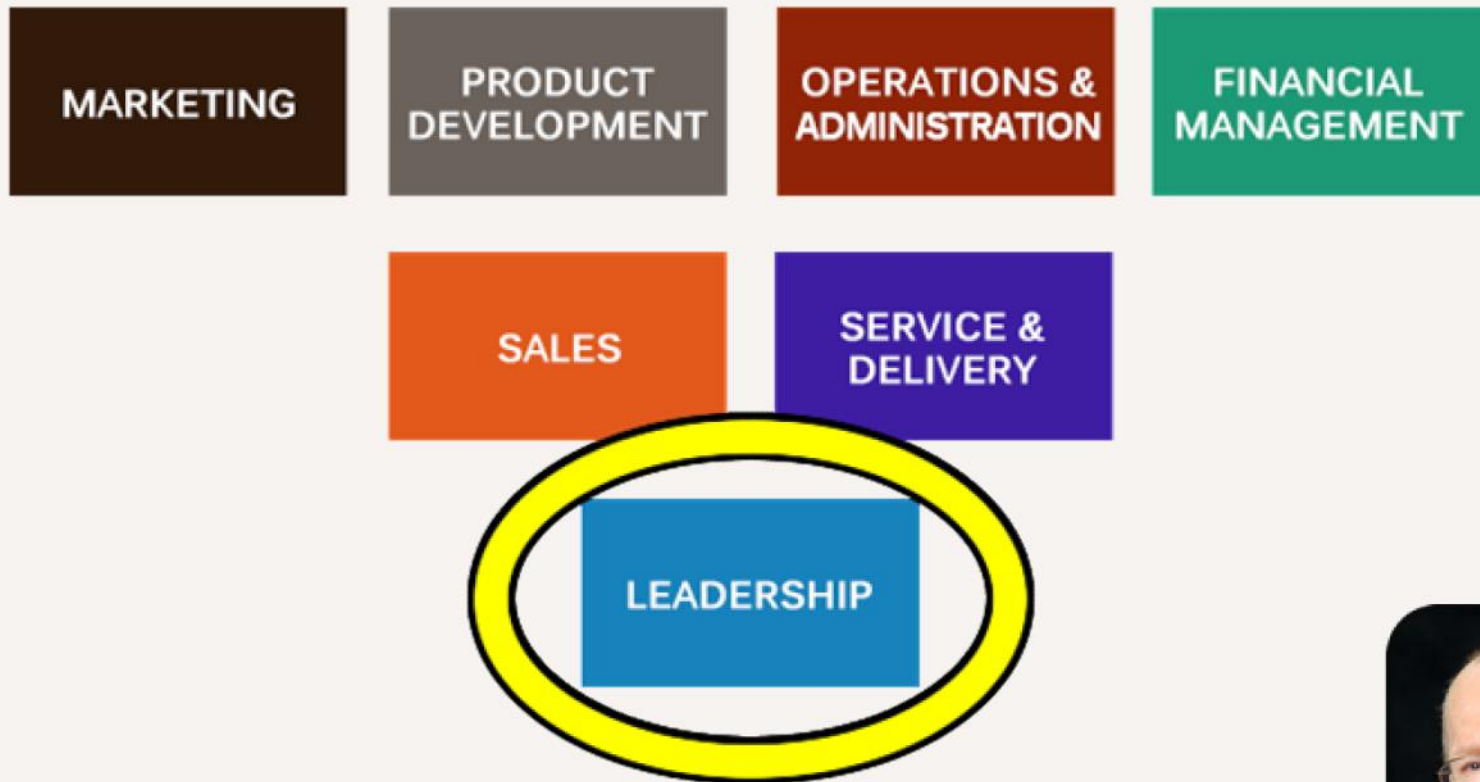 MARKETING
PRODUCT
DEVELOPMENT
OPERATIONS &
ADMINISTRATION
FINANCIAL
MANAGEMENT
SALES
SERVICE &
DELIVERY
LEADERSHIP